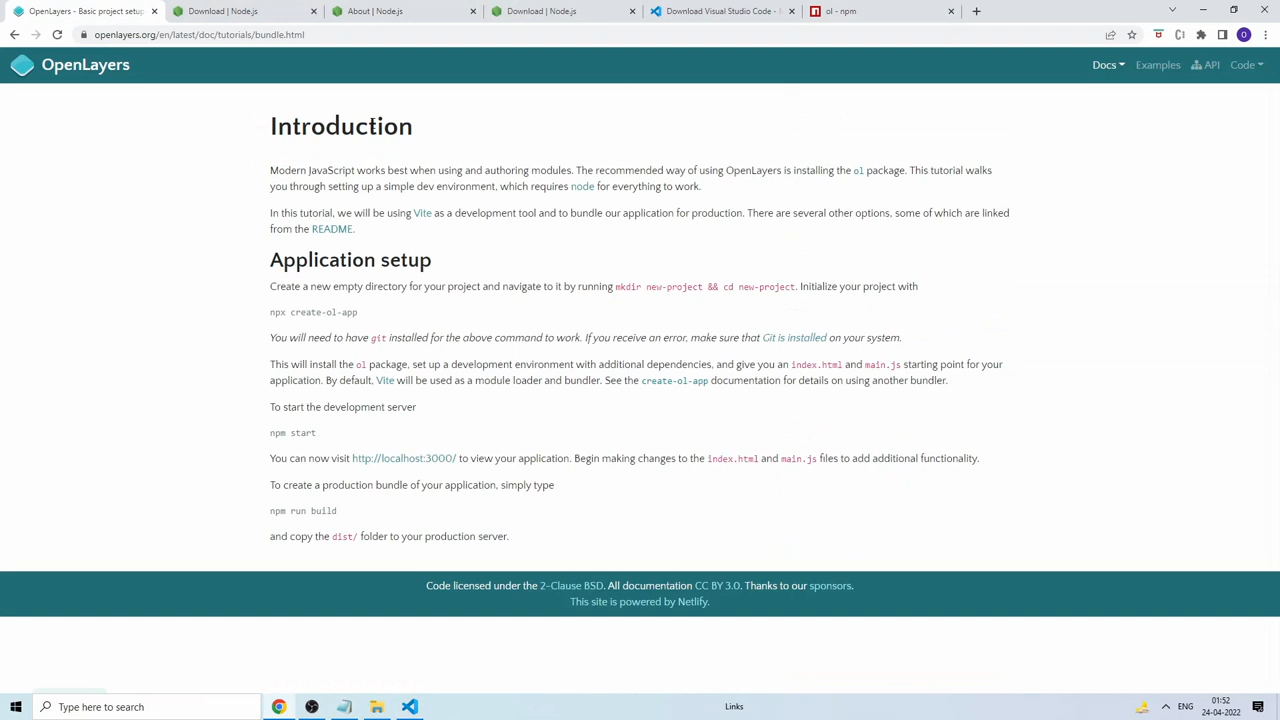 OpenLayers - Basic project setup
Download | Node.js
About | Node.js
Download | Node.js
Download Visual Studio Code -
ol - npm
openlayers.org/en/latest/doc/tutorials/bundle.html
O
OpenLayers
Docs
Examples
API
Code
Introduction
Modern JavaScript works best when using and authoring modules. The recommended way of using OpenLayers is installing the ol package. This tutorial walks
you through setting up a simple dev environment, which requires node for everything to work.
In this tutorial, we will be using Vite as a development tool and to bundle our application for production. There are several other options, some of which are linked
from the README.
Application setup
Create a new empty directory for your project and navigate to it by running mkdir new-project && cd new-project. Initialize your project with
npx create-ol-app
You will need to have git installed for the above command to work. If you receive an error, make sure that Git is installed on your system.
This will install the ol package, set up a development environment with additional dependencies, and give you an index.html and main.js starting point for your
application. By default, Vite will be used as a module loader and bundler. See the create-ol-app documentation for details on using another bundler.
To start the development server
npm start
You can now visit http://localhost:3000/ to view your application. Begin making changes to the index.html and main.js files to add additional functionality.
To create a production bundle of your application, simply type
npm run build
and copy the dist/ folder to your production server.
Code licensed under the 2-Clause BSD. All documentation CC BY 3.0. Thanks to our sponsors.
This site is powered by Netlify.
Type here to search
Links
ENG
01:52
24-04-2022